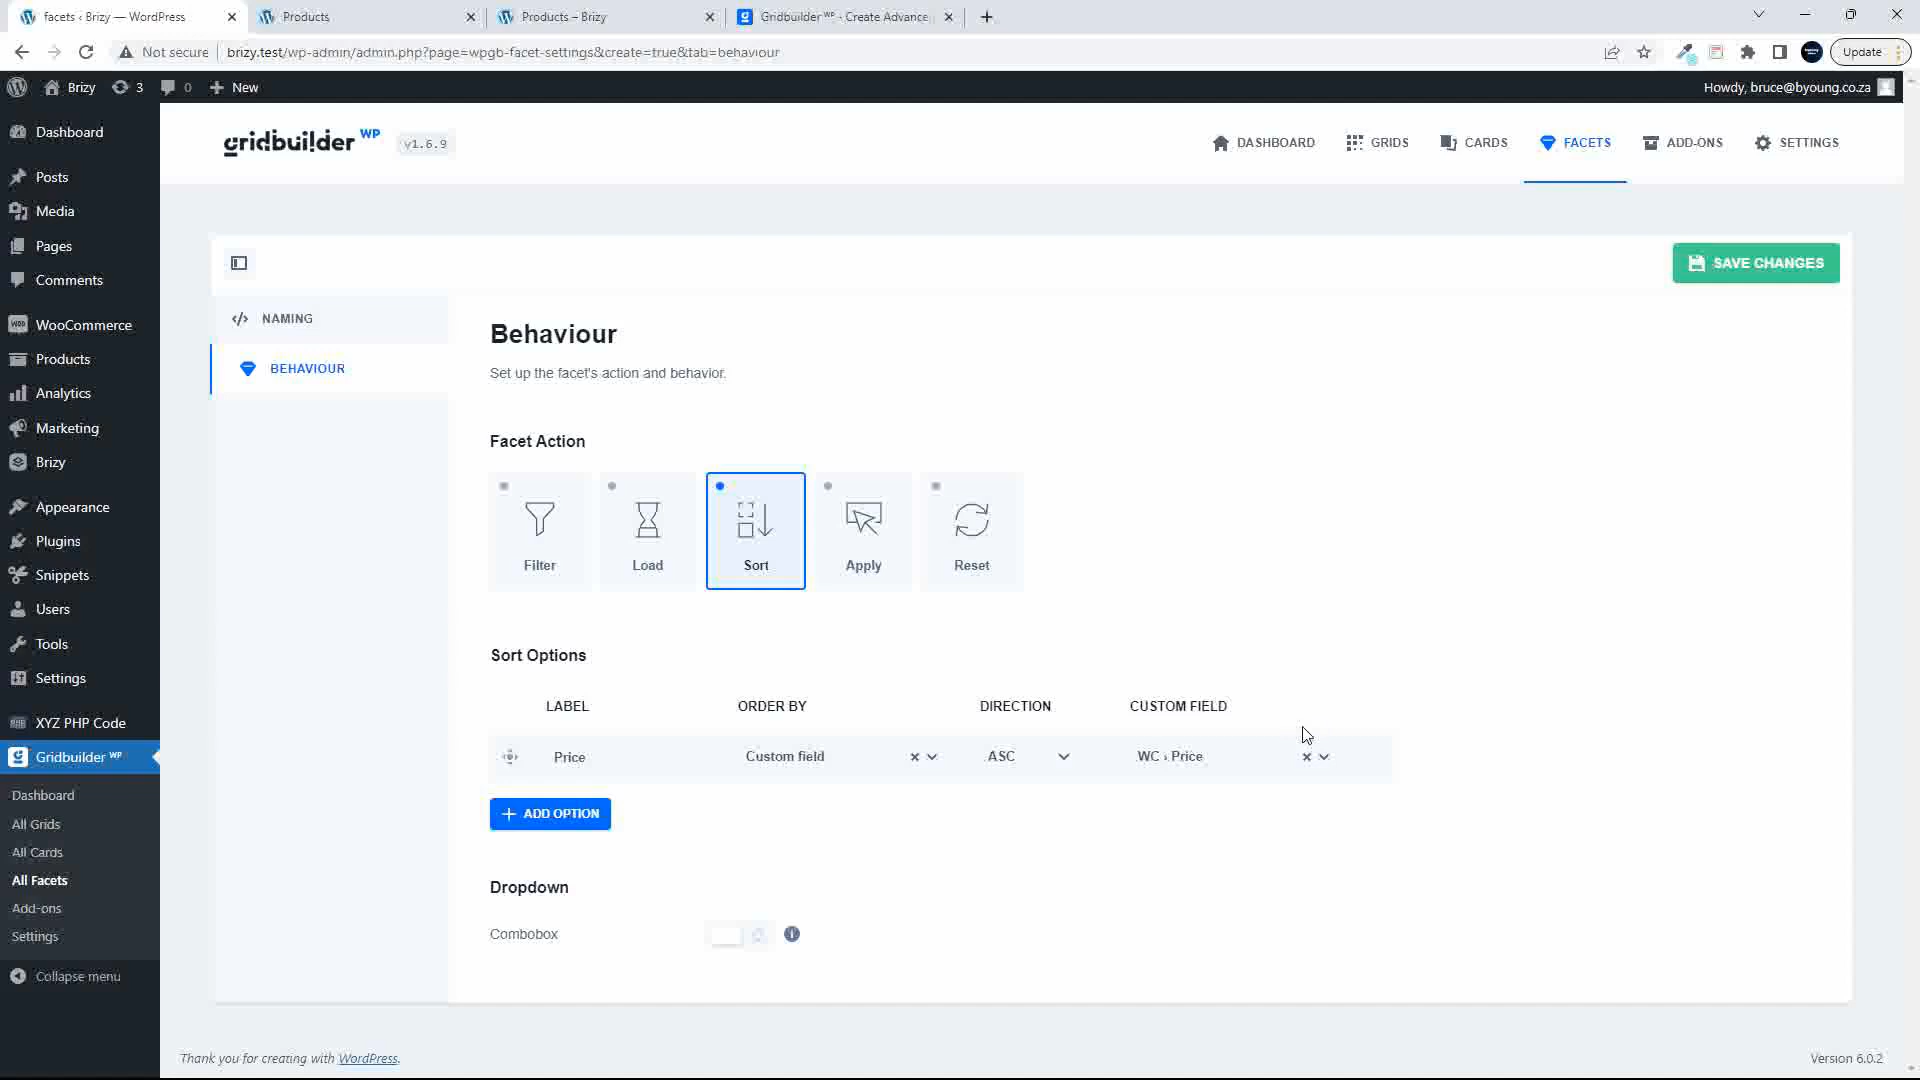 facets ‹ Brizy — WordPress
Products
Products – Brizy
Gridbuilder ᵂᴾ - Create Advance
Not secure
brizy.test/wp-admin/admin.php?page=wpgb-facet-settings&create=true&tab=behaviour
Update
Brizy
3
0
New
Howdy, bruce@byoung.co.za
Dashboard
Posts
Media
Pages
Comments
WooCommerce
Products
Analytics
Marketing
Brizy
Appearance
Plugins
Snippets
Users
Tools
Settings
XYZ PHP Code
Gridbuilder ᵂᴾ
Dashboard
All Grids
All Cards
All Facets
Add-ons
Settings
Collapse menu
gridbuilder WP
v1.6.9
DASHBOARD
GRIDS
CARDS
FACETS
ADD-ONS
SETTINGS
SAVE CHANGES
NAMING
BEHAVIOUR
Behaviour
Set up the facet's action and behavior.
Facet Action
Filter
Load
Sort
Apply
Reset
Sort Options
LABEL
ORDER BY
DIRECTION
CUSTOM FIELD
Price
Custom field
ASC
WC › Price
ADD OPTION
Dropdown
Combobox
Thank you for creating with WordPress.
Version 6.0.2